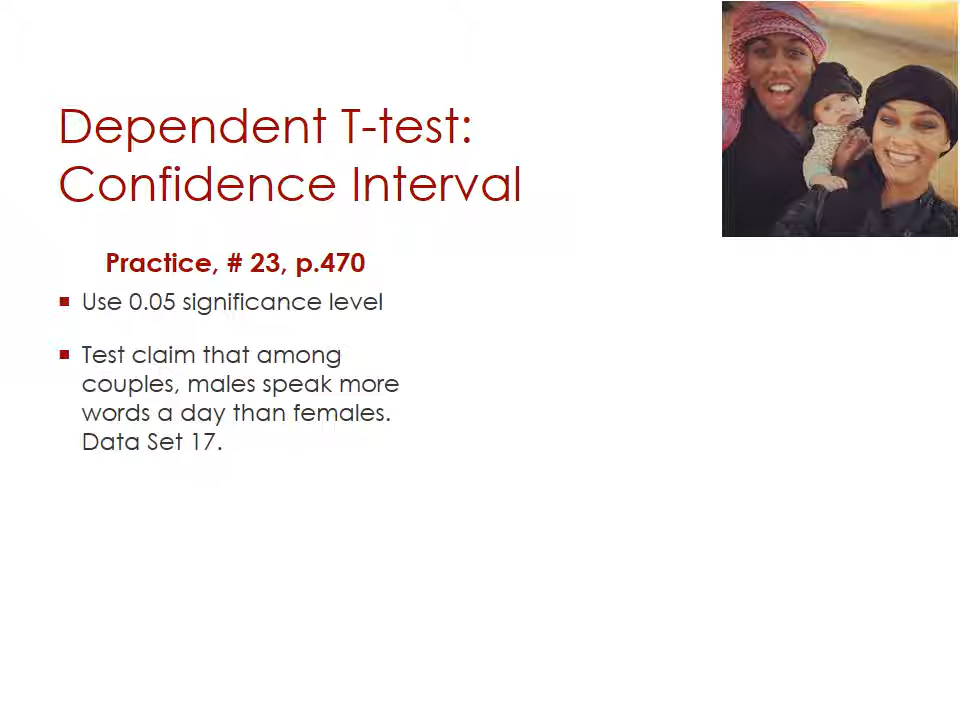 Dependent T-test:
Confidence Interval
Practice, # 23, p.470
Use 0.05 significance level
Test claim that among
couples, males speak more
words a day than females.
Data Set 17.